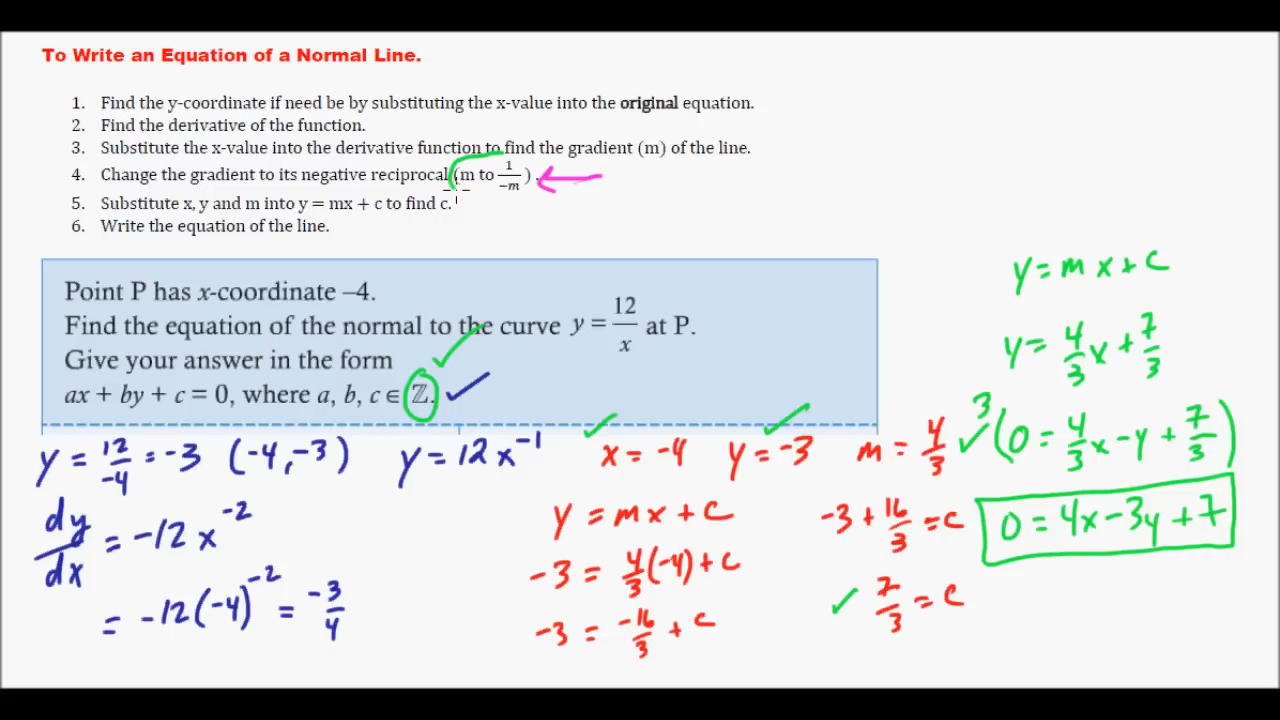 To Write an Equation of a Normal Line.
1. Find the y-coordinate if need be by substituting the x-value into the original equation.
2. Find the derivative of the function.
3. Substitute the x-value into the derivative function to find the gradient (m) of the line.
4. Change the gradient to its negative reciprocal (m to 1/-m).
5. Substitute x, y and m into y = mx + c to find c.
6. Write the equation of the line.
Point P has x-coordinate –4.
Find the equation of the normal to the curve y = 12/x at P.
Give your answer in the form
ax + by + c = 0, where a, b, c ∈ ℤ.
y = 12/-4 = -3 (-4, -3)
dy/dx = -12x^-2
= -12(-4)^-2 = -3/4
y = 12x^-1
x = -4 y = -3 m = 4/3
y = mx + c
-3 = 4/3(-4) + c
-3 = -16/3 + c
-3 + 16/3 = c
7/3 = c
y = mx + c
y = 4/3x + 7/3
3(0 = 4/3x - y + 7/3)
0 = 4x - 3y + 7